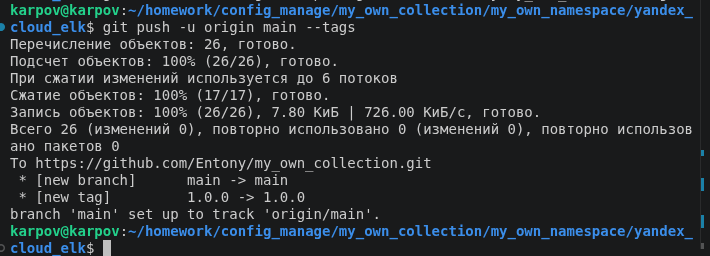 karpov@karpov:~/homework/config_manage/my_own_collection/my_own_namespace/yandex_
cloud_elk$ git push -u origin main --tags
Перечисление объектов: 26, готово.
Подсчет объектов: 100% (26/26), готово.
При сжатии изменений используется до 6 потоков
Сжатие объектов: 100% (17/17), готово.
Запись объектов: 100% (26/26), 7.80 КиБ | 726.00 КиБ/с, готово.
Всего 26 (изменений 0), повторно использовано 0 (изменений 0), повторно использов
ано пакетов 0
To https://github.com/Entony/my_own_collection.git
 * [new branch]      main -> main
 * [new tag]         1.0.0 -> 1.0.0
branch 'main' set up to track 'origin/main'.
karpov@karpov:~/homework/config_manage/my_own_collection/my_own_namespace/yandex_
cloud_elk$